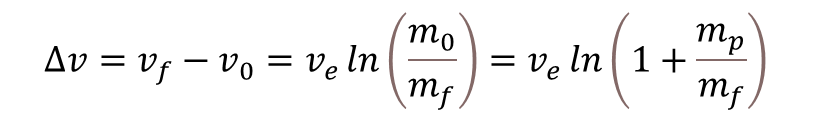 Δv = v_f − v_0 = v_e ln(m_0/m_f) = v_e ln(1 + m_p/m_f)